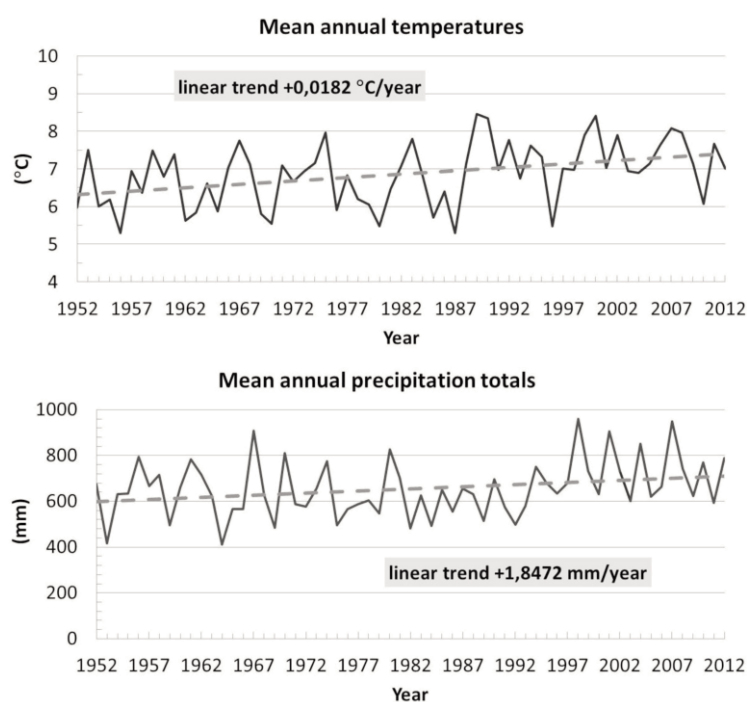 Mean annual temperatures
10
9
8
7
6
5
4
(°C)
linear trend +0,0182 °C/year
1952 1957 1962 1967 1972 1977 1982 1987 1992 1997 2002 2007 2012
Year
Mean annual precipitation totals
1000
800
600
400
200
0
(mm)
linear trend +1,8472 mm/year
1952 1957 1962 1967 1972 1977 1982 1987 1992 1997 2002 2007 2012
Year